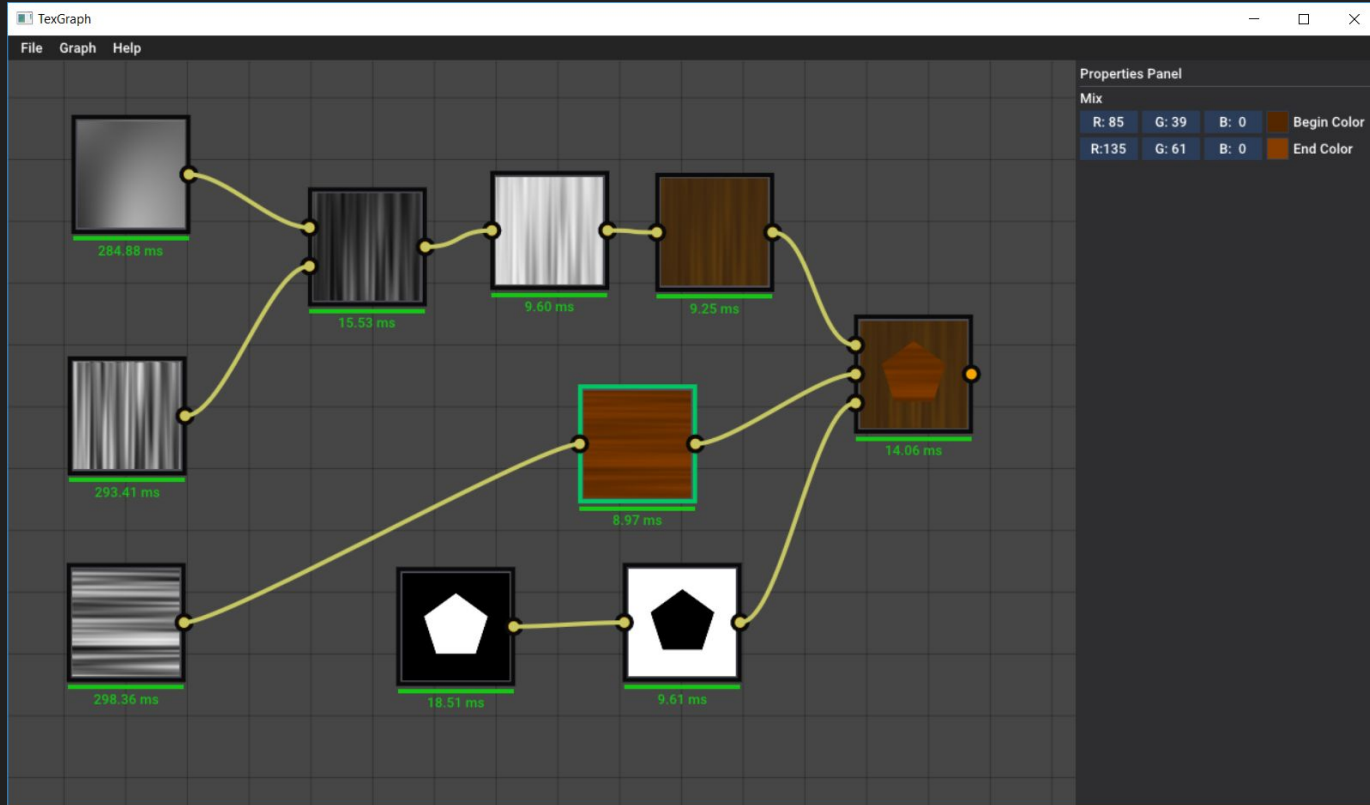 TexGraph
File Graph Help
Properties Panel
Mix
R: 85 G: 39 B: 0 Begin Color
R:135 G: 61 B: 0 End Color
284.88 ms
15.53 ms
9.60 ms
9.25 ms
14.06 ms
293.41 ms
8.97 ms
298.36 ms
18.51 ms
9.61 ms